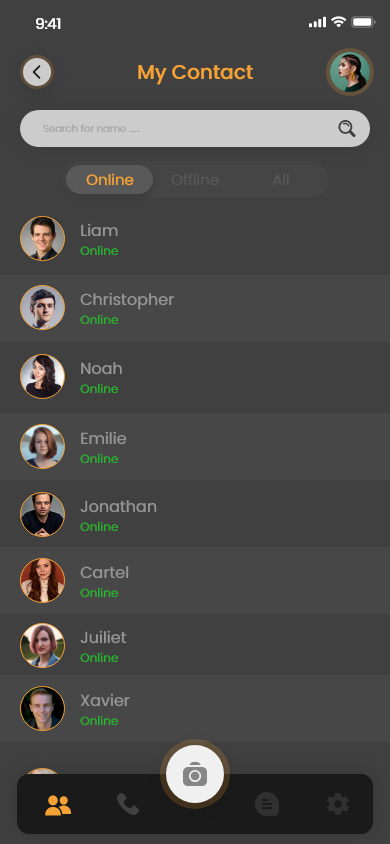 9:41
My Contact
Search for name .....
Online Offline All
Liam
Online
Christopher
Online
Noah
Online
Emilie
Online
Jonathan
Online
Cartel
Online
Juiliet
Online
Xavier
Online